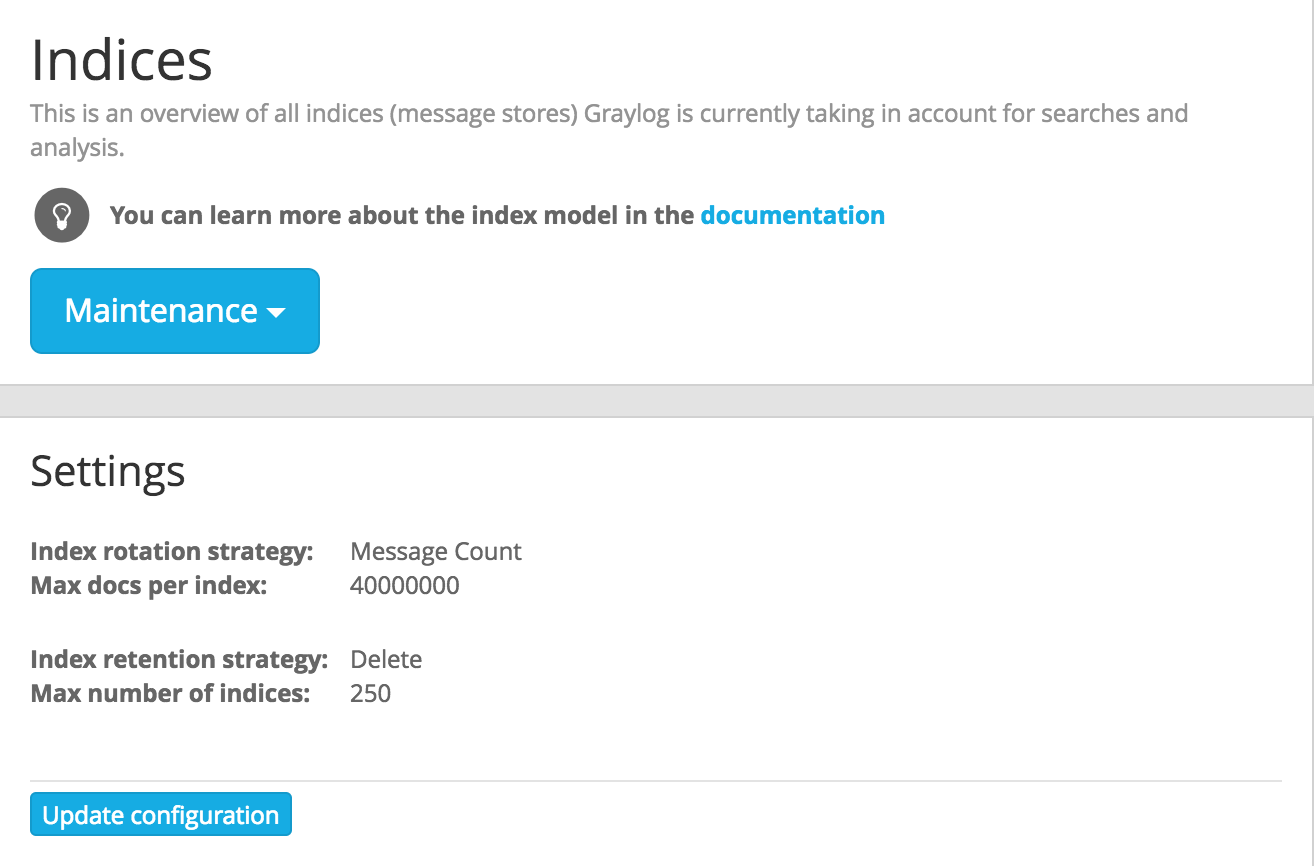 Indices
This is an overview of all indices (message stores) Graylog is currently taking in account for searches and
analysis.
You can learn more about the index model in the documentation
Maintenance
Settings
Index rotation strategy: Message Count
Max docs per index: 40000000
Index retention strategy: Delete
Max number of indices: 250
Update configuration